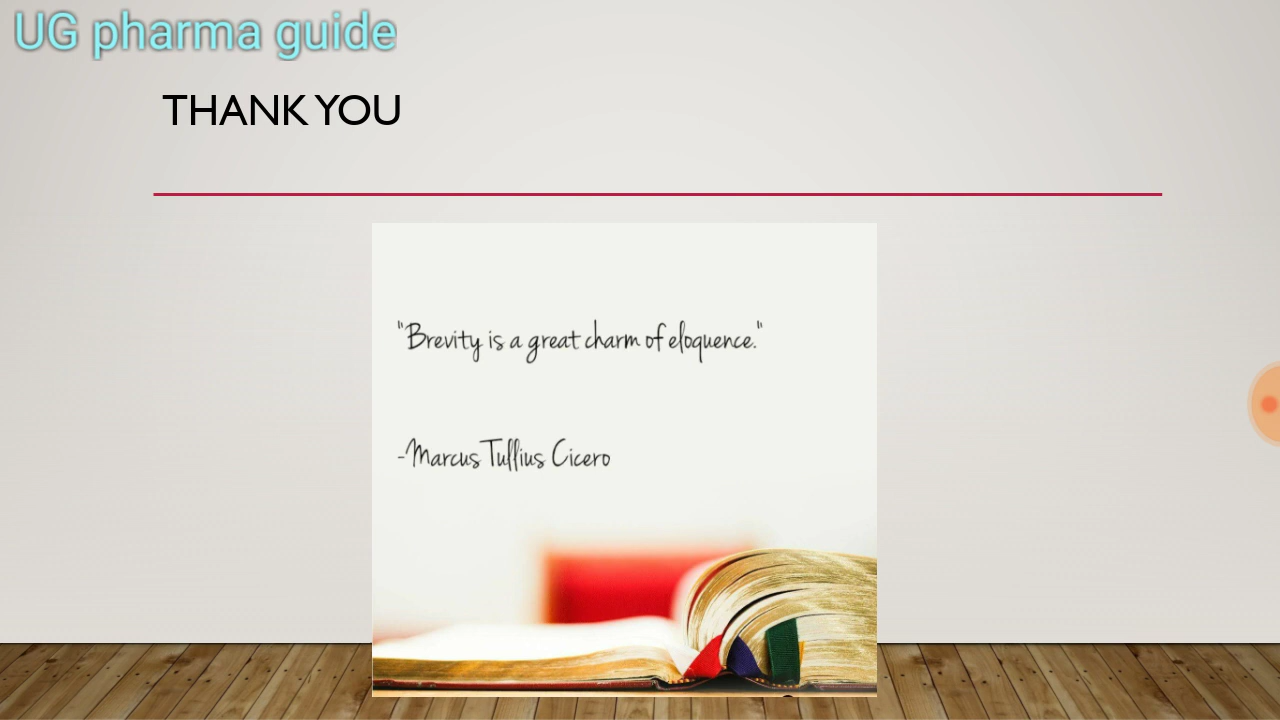 UG pharma guide
THANK YOU
"Brevity is a great charm of eloquence."
-Marcus Tullius Cicero